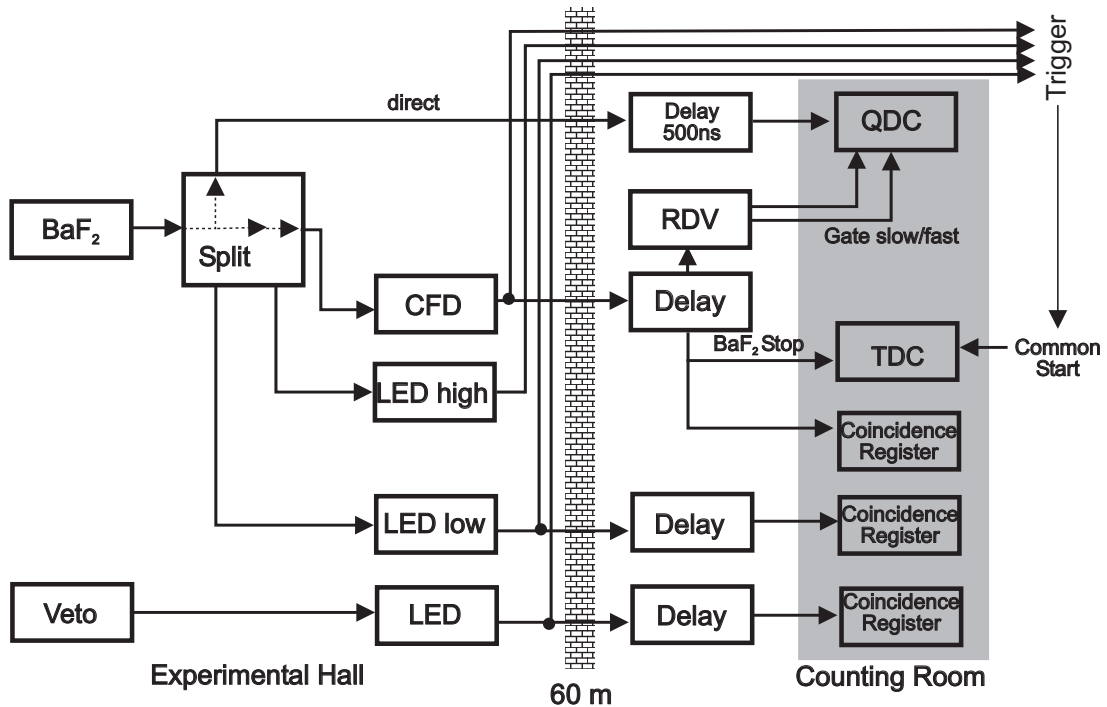 Trigger
direct
Delay
500ns
QDC
BaF₂
Split
RDV
Gate slow/fast
CFD
Delay
BaF₂ Stop
TDC
Common
Start
LED high
Coincidence
Register
LED low
Delay
Coincidence
Register
Veto
LED
Delay
Coincidence
Register
Experimental Hall
60 m
Counting Room